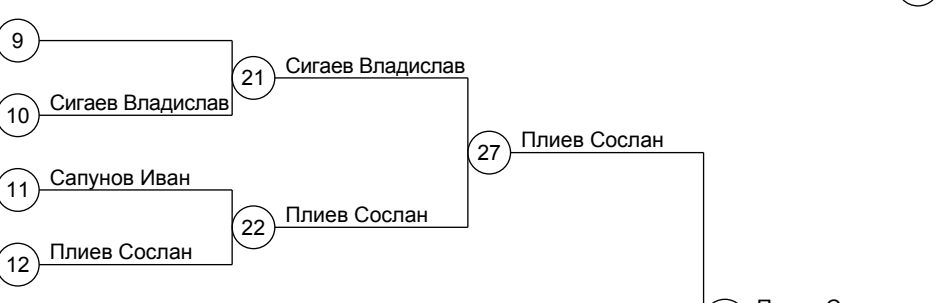 9
21 Сигаев Владислав
10 Сигаев Владислав
27 Плиев Сослан
11 Сапунов Иван
22 Плиев Сослан
12 Плиев Сослан